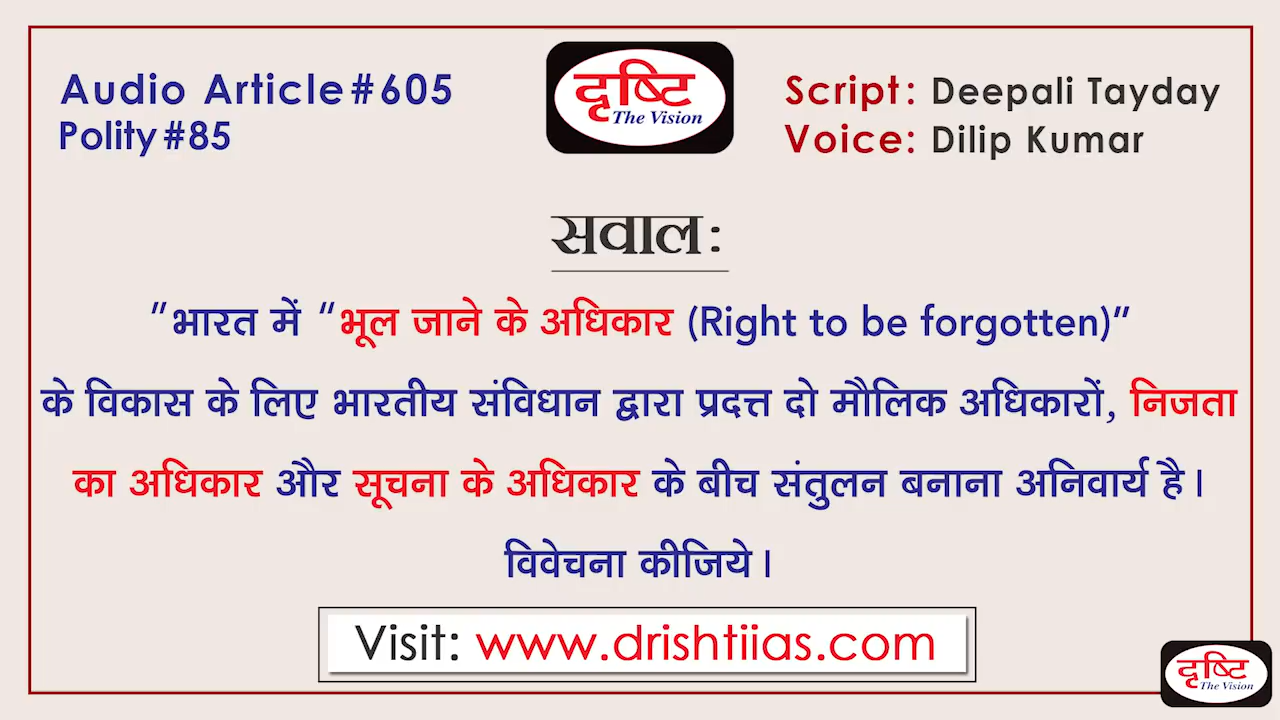 Audio Article#605
Polity#85
दृष्टि
The Vision
Script: Deepali Tayday
Voice: Dilip Kumar
सवाल:
"भारत में “भूल जाने के अधिकार (Right to be forgotten)”
के विकास के लिए भारतीय संविधान द्वारा प्रदत्त दो मौलिक अधिकारों, निजता
का अधिकार और सूचना के अधिकार के बीच संतुलन बनाना अनिवार्य है।
विवेचना कीजिये।
Visit: www.drishtiias.com
दृष्टि
The Vision